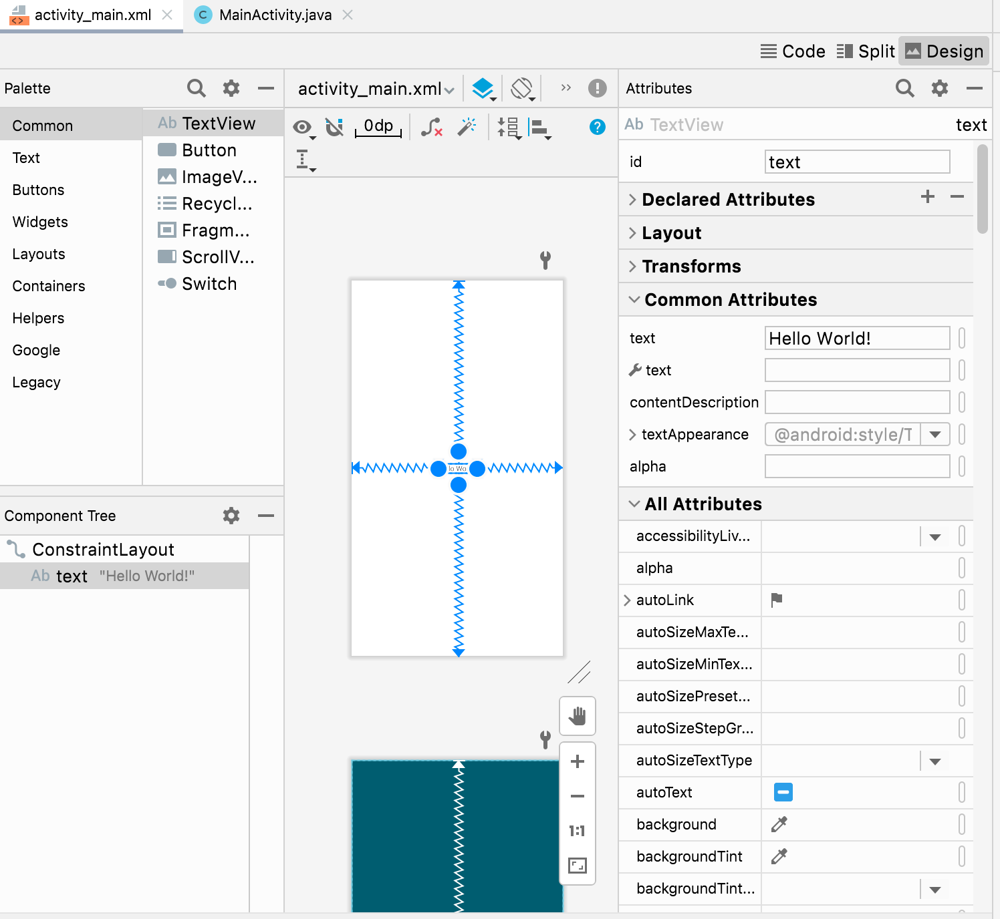 activity_main.xml
MainActivity.java
Code
Split
Design
Palette
Common
Text
Buttons
Widgets
Layouts
Containers
Helpers
Google
Legacy
Ab TextView
Button
ImageV...
Recycl...
Fragm...
ScrollV...
Switch
Component Tree
ConstraintLayout
Ab text "Hello World!"
activity_main.xml
0dp
lo Wo
1:1
Attributes
Ab TextView text
id text
Declared Attributes
Layout
Transforms
Common Attributes
text Hello World!
text
contentDescription
textAppearance @android:style/T
alpha
All Attributes
accessibilityLiv...
alpha
autoLink
autoSizeMaxTe...
autoSizeMinTex...
autoSizePreset...
autoSizeStepGr...
autoSizeTextType
autoText
background
backgroundTint
backgroundTint...